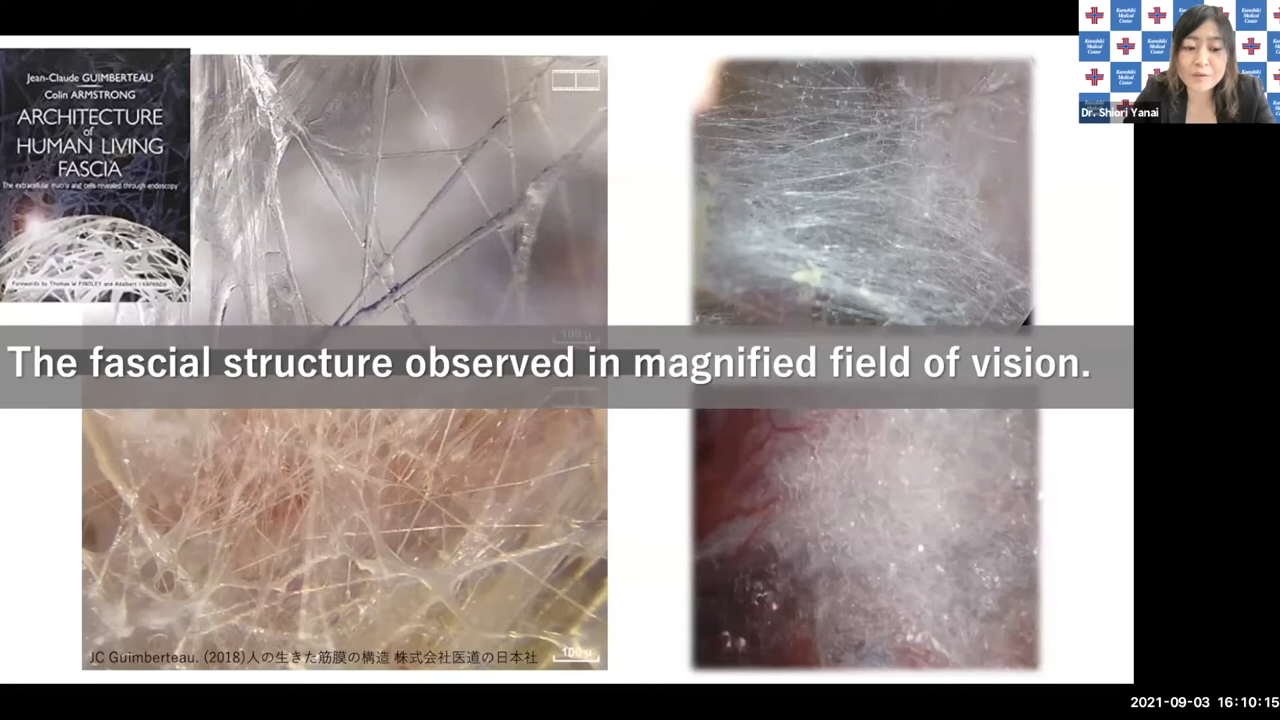 Jean-Claude GUIMBERTEAU
Colin ARMSTRONG
ARCHITECTURE
of
HUMAN LIVING
FASCIA
The extracellular matrix and cells revealed through endoscopy
Forewords by Thomas W FINDLEY and Adalbert I KAPANDJI
Kurashiki
Medical
Center
Dr. Shiori Yanai
100 µ
The fascial structure observed in magnified field of vision.
JC Guimberteau. (2018)人の生きた筋膜の構造 株式会社医道の日本社
100 µ
2021-09-03 16:10:15